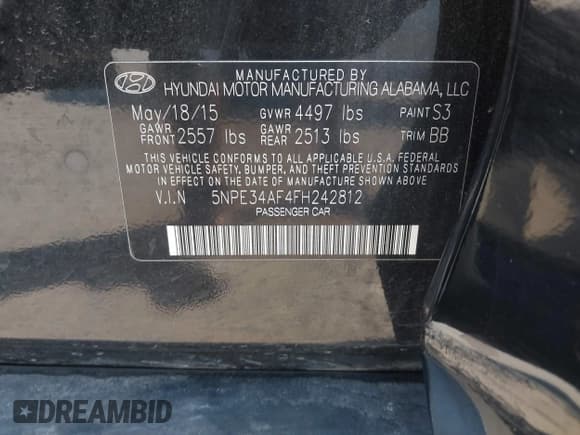 MANUFACTURED BY
HYUNDAI MOTOR MANUFACTURING ALABAMA, LLC
May/18/15 GVWR 4497 lbs PAINT S3
GAWR FRONT 2557 lbs GAWR REAR 2513 lbs TRIM BB
THIS VEHICLE CONFORMS TO ALL APPLICABLE U.S.A. FEDERAL
MOTOR VEHICLE SAFETY, BUMPER, AND THEFT PREVENTION STANDARDS
IN EFFECT ON THE DATE OF MANUFACTURE SHOWN ABOVE.
V.I.N 5NPE34AF4FH242812
PASSENGER CAR
DREAMBID